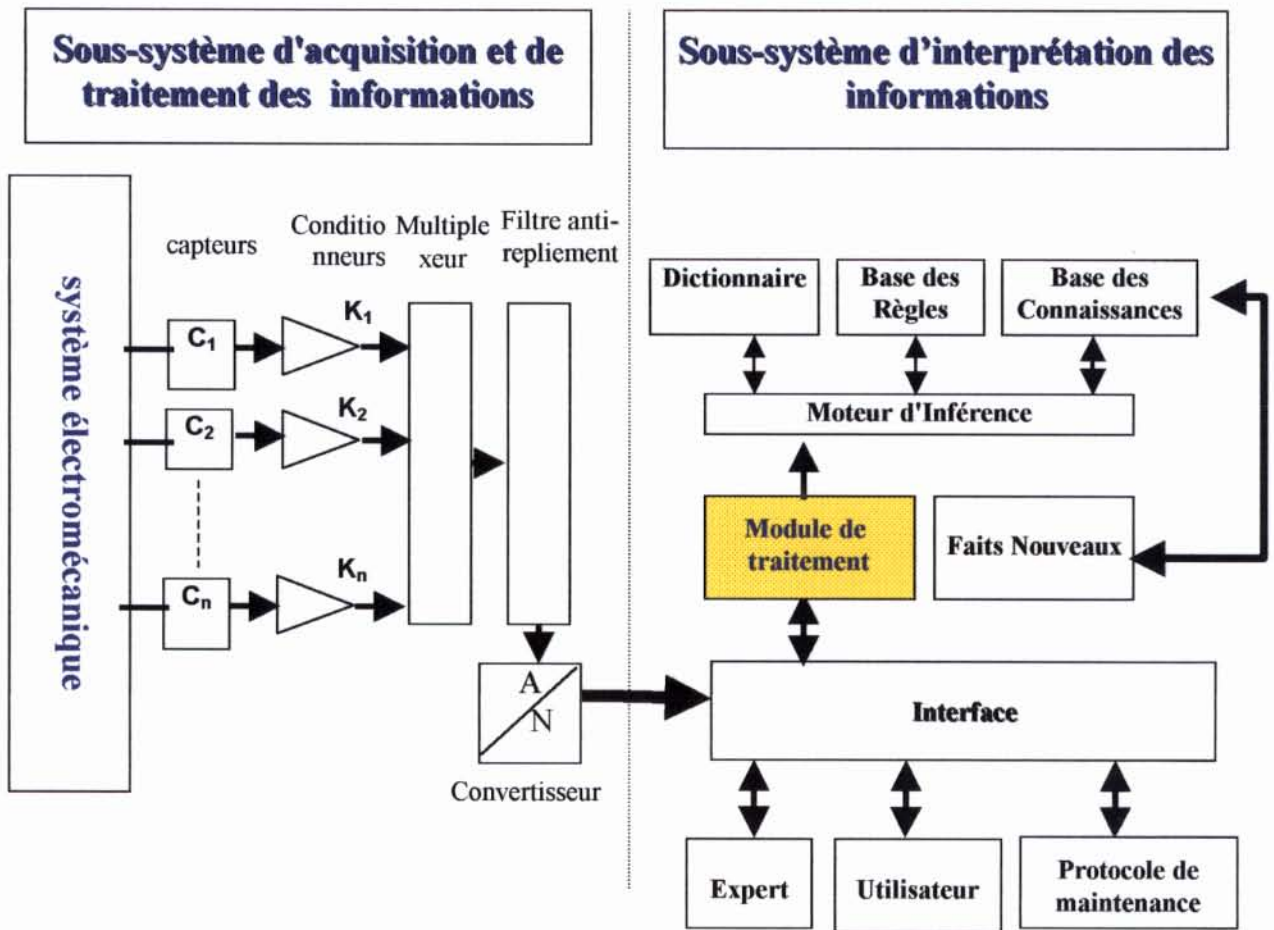 Sous-système d'acquisition et de
traitement des informations
Sous-système d'interprétation des
informations
système électromécanique
capteurs
Conditio
nneurs
Multiple
xeur
Filtre anti-
repliement
C1
K1
C2
K2
Cn
Kn
A
N
Convertisseur
Dictionnaire
Base des
Règles
Base des
Connaissances
Moteur d'Inférence
Module de
traitement
Faits Nouveaux
Interface
Expert
Utilisateur
Protocole de
maintenance